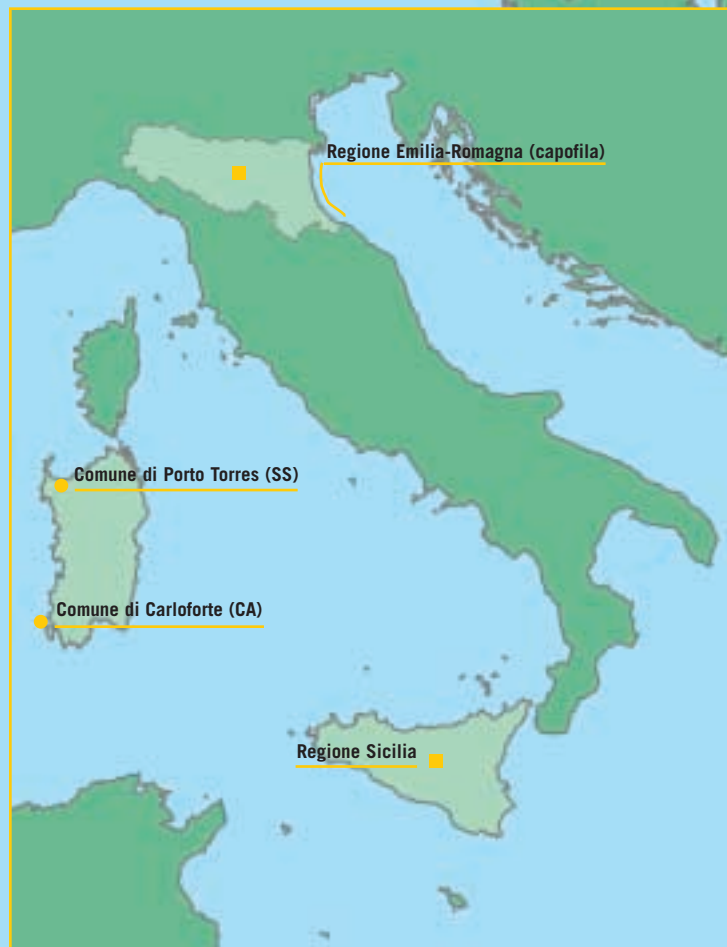 Regione Emilia-Romagna (capofila)
Comune di Porto Torres (SS)
Comune di Carloforte (CA)
Regione Sicilia